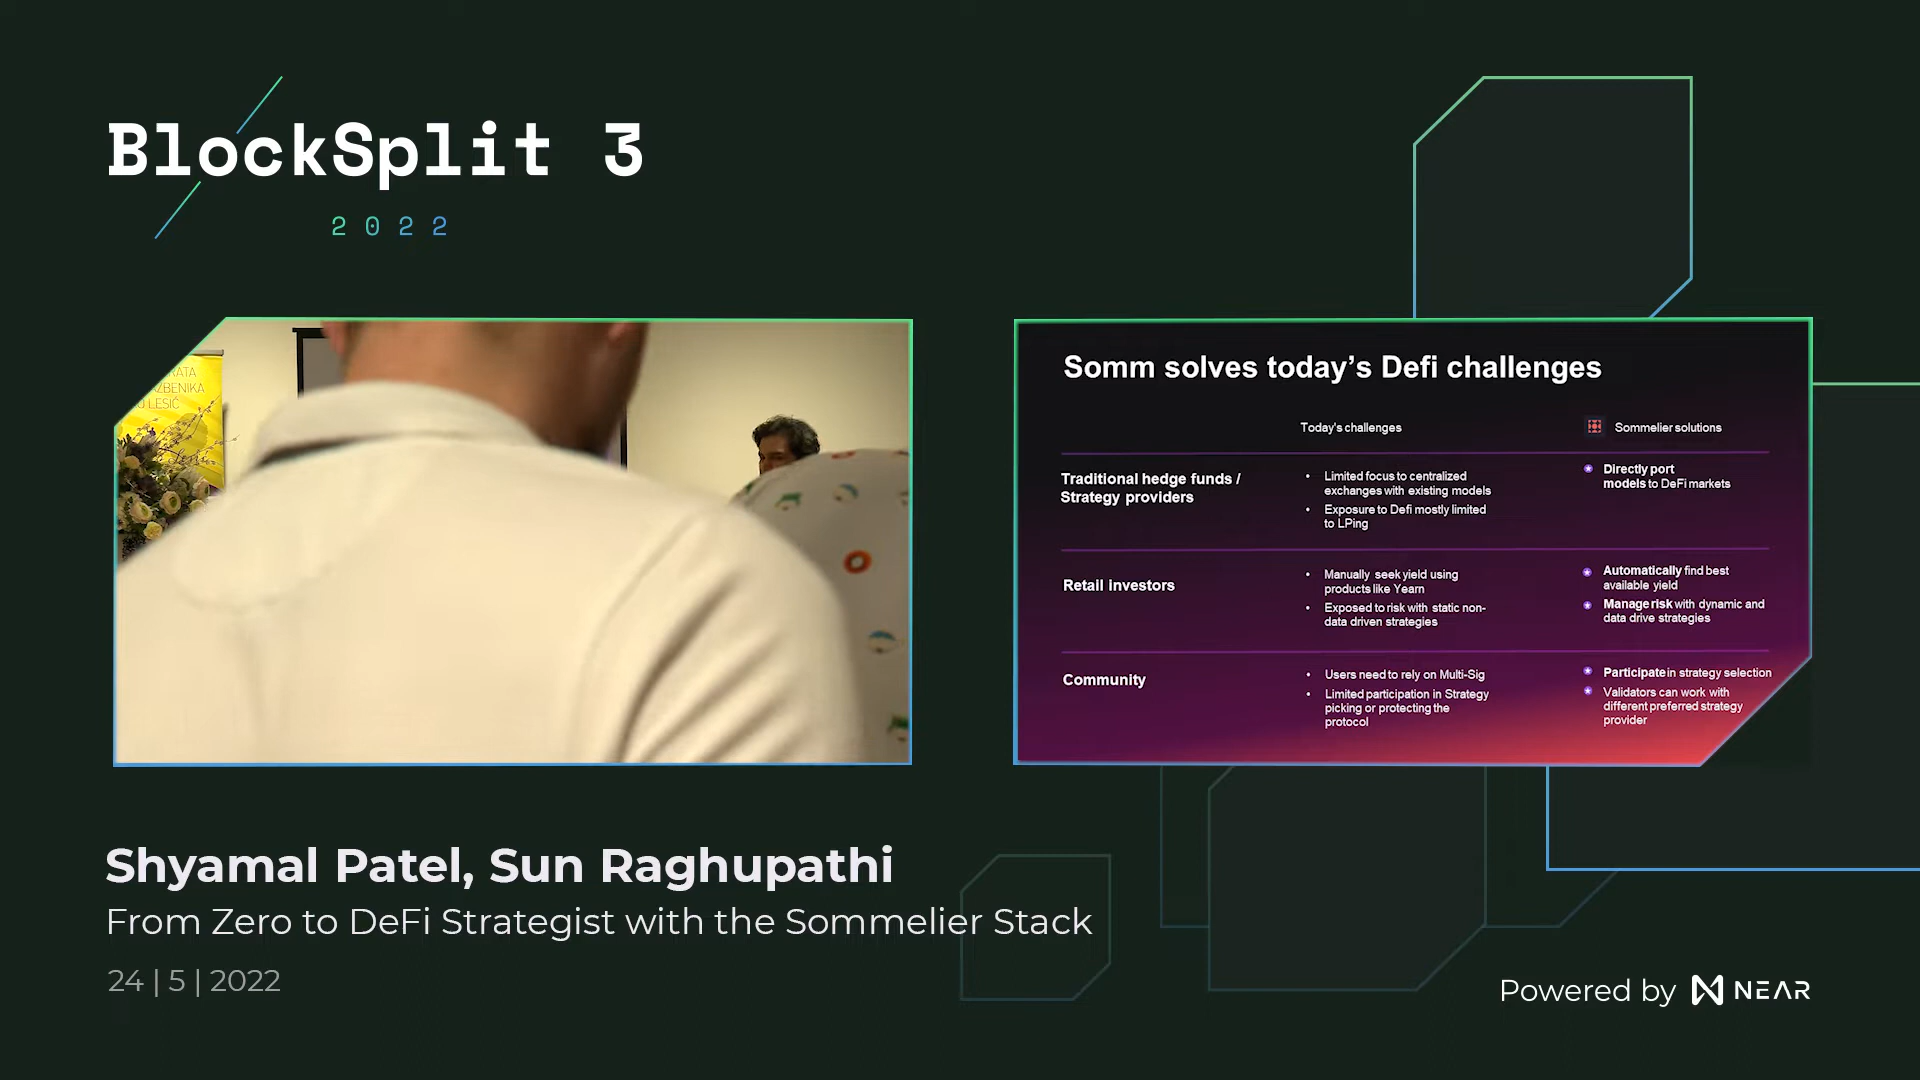 BlockSplit 3
2022
RATA
ZBENIKA
LESIĆ
Somm solves today's Defi challenges
Today's challenges
Sommelier solutions
Traditional hedge funds /
Strategy providers
• Limited focus to centralized
exchanges with existing models
• Exposure to Defi mostly limited
to LPing
Directly port
models to DeFi markets
Retail investors
• Manually seek yield using
products like Yearn
• Exposed to risk with static non-
data driven strategies
Automatically find best
available yield
Manage risk with dynamic and
data drive strategies
Community
• Users need to rely on Multi-Sig
• Limited participation in Strategy
picking or protecting the
protocol
Participate in strategy selection
Validators can work with
different preferred strategy
provider
Shyamal Patel, Sun Raghupathi
From Zero to DeFi Strategist with the Sommelier Stack
24 | 5 | 2022
Powered by NEAR